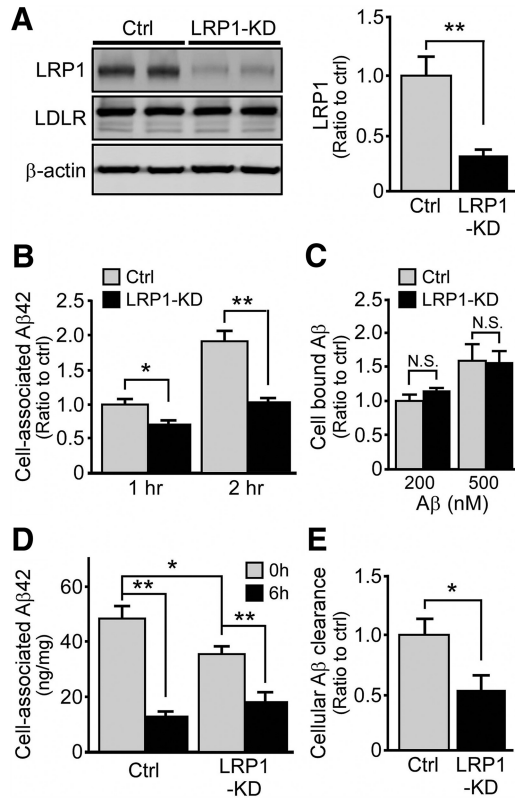 A
Ctrl LRP1-KD
LRP1
LDLR
β-actin
LRP1
(Ratio to ctrl)
1.5
1.0
0.5
0
**
Ctrl LRP1
-KD
B
Ctrl
LRP1-KD
Cell-associated Aβ42
(Ratio to ctrl)
2.5
2.0
1.5
1.0
0.5
0
*
**
1 hr 2 hr
C
Ctrl
LRP1-KD
Cell bound Aβ
(Ratio to ctrl)
2.5
2.0
1.5
1.0
0.5
0
N.S.
N.S.
200 500
Aβ (nM)
D
0h
6h
Cell-associated Aβ42
(ng/mg)
60
40
20
0
*
**
**
Ctrl LRP1
-KD
E
Cellular Aβ clearance
(Ratio to ctrl)
1.5
1.0
0.5
0
*
Ctrl LRP1
-KD